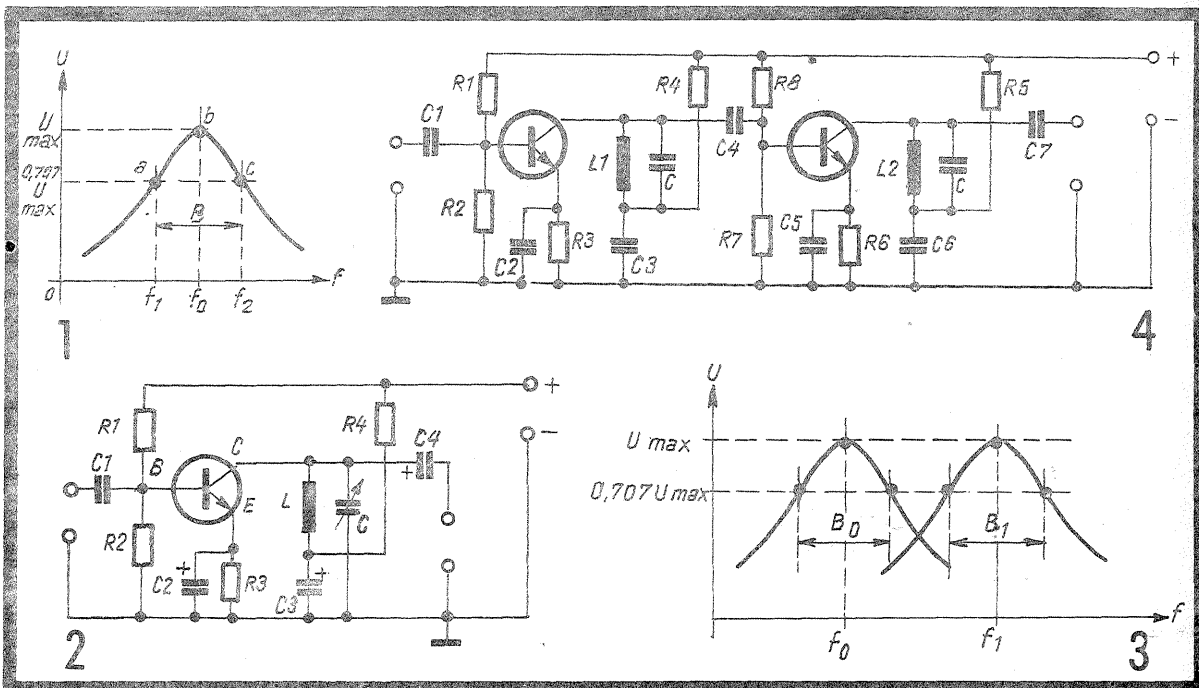 U
U
max
0,707
U
max
a
b
c
B
0
f1
f0
f2
f
1
C1
R1
R2
C2
R3
L1
C
C3
R4
C4
R8
R7
C5
R6
L2
C
C6
R5
C7
+
-
4
C1
R1
B
R2
C
E
C2
+
R3
L
C3
+
C
R4
C4
+
+
-
2
U
U max
0,707 U max
B0
B1
f0
f1
f
3